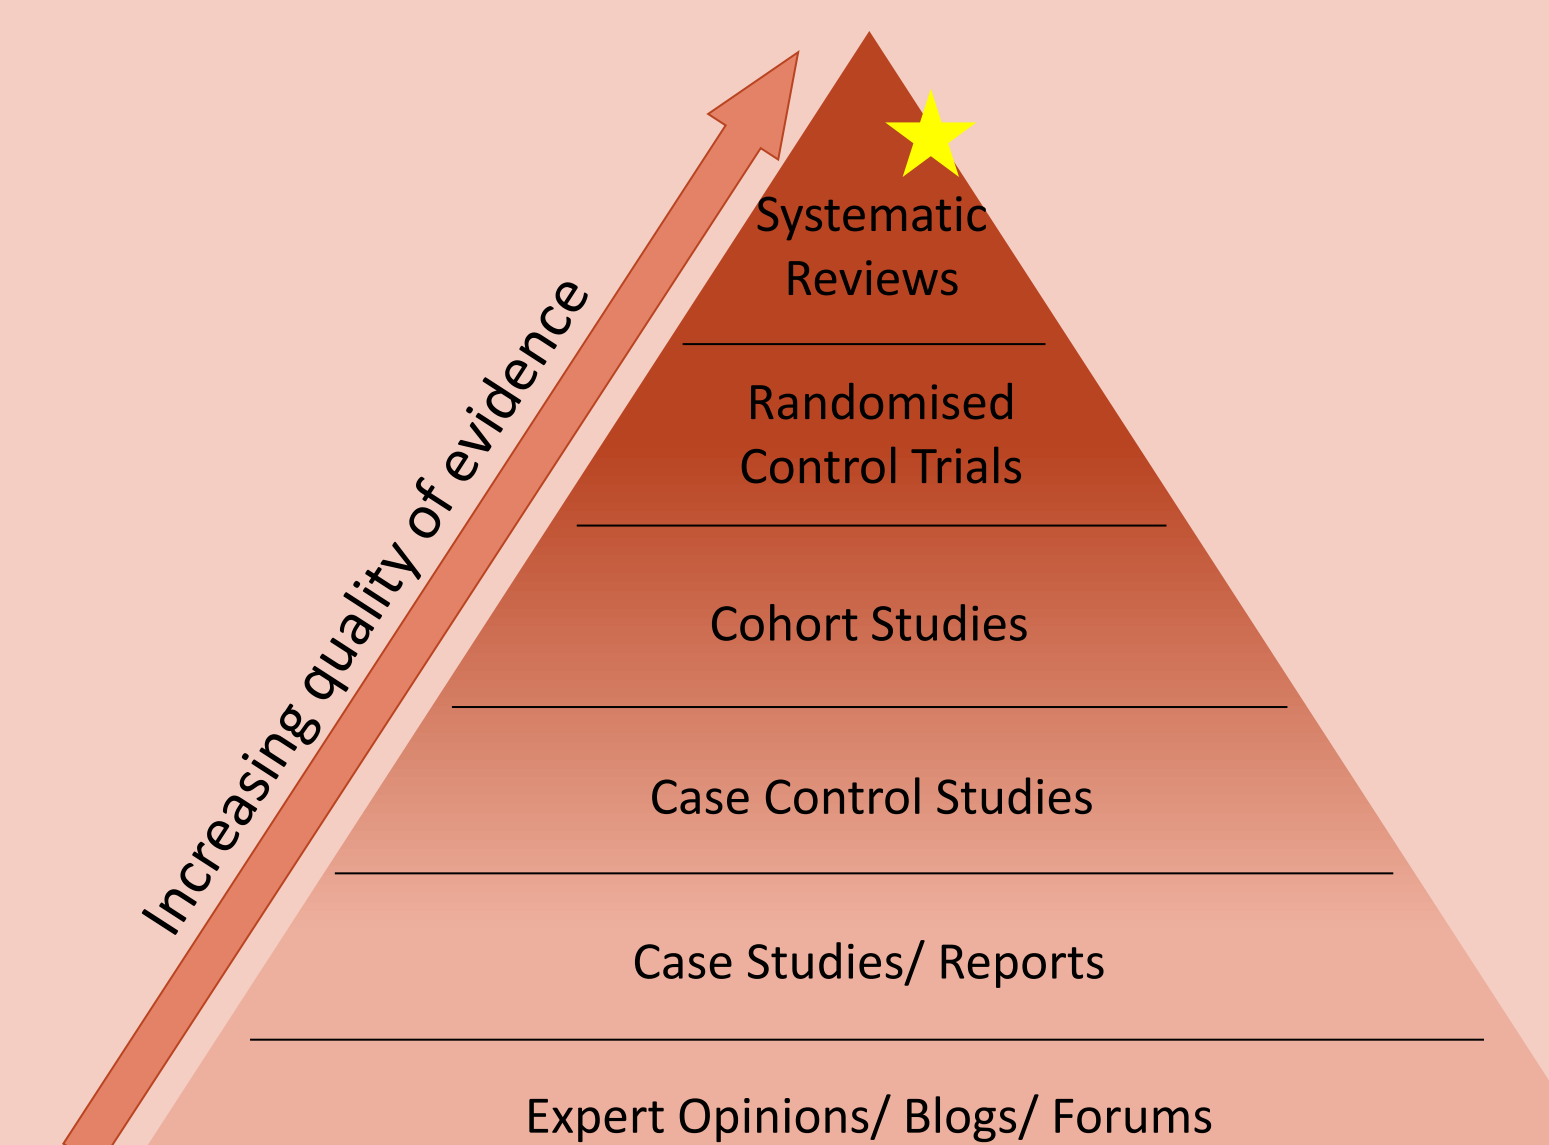 Systematic
Reviews
Randomised
Control Trials
Cohort Studies
Case Control Studies
Case Studies/ Reports
Expert Opinions/ Blogs/ Forums
Increasing quality of evidence